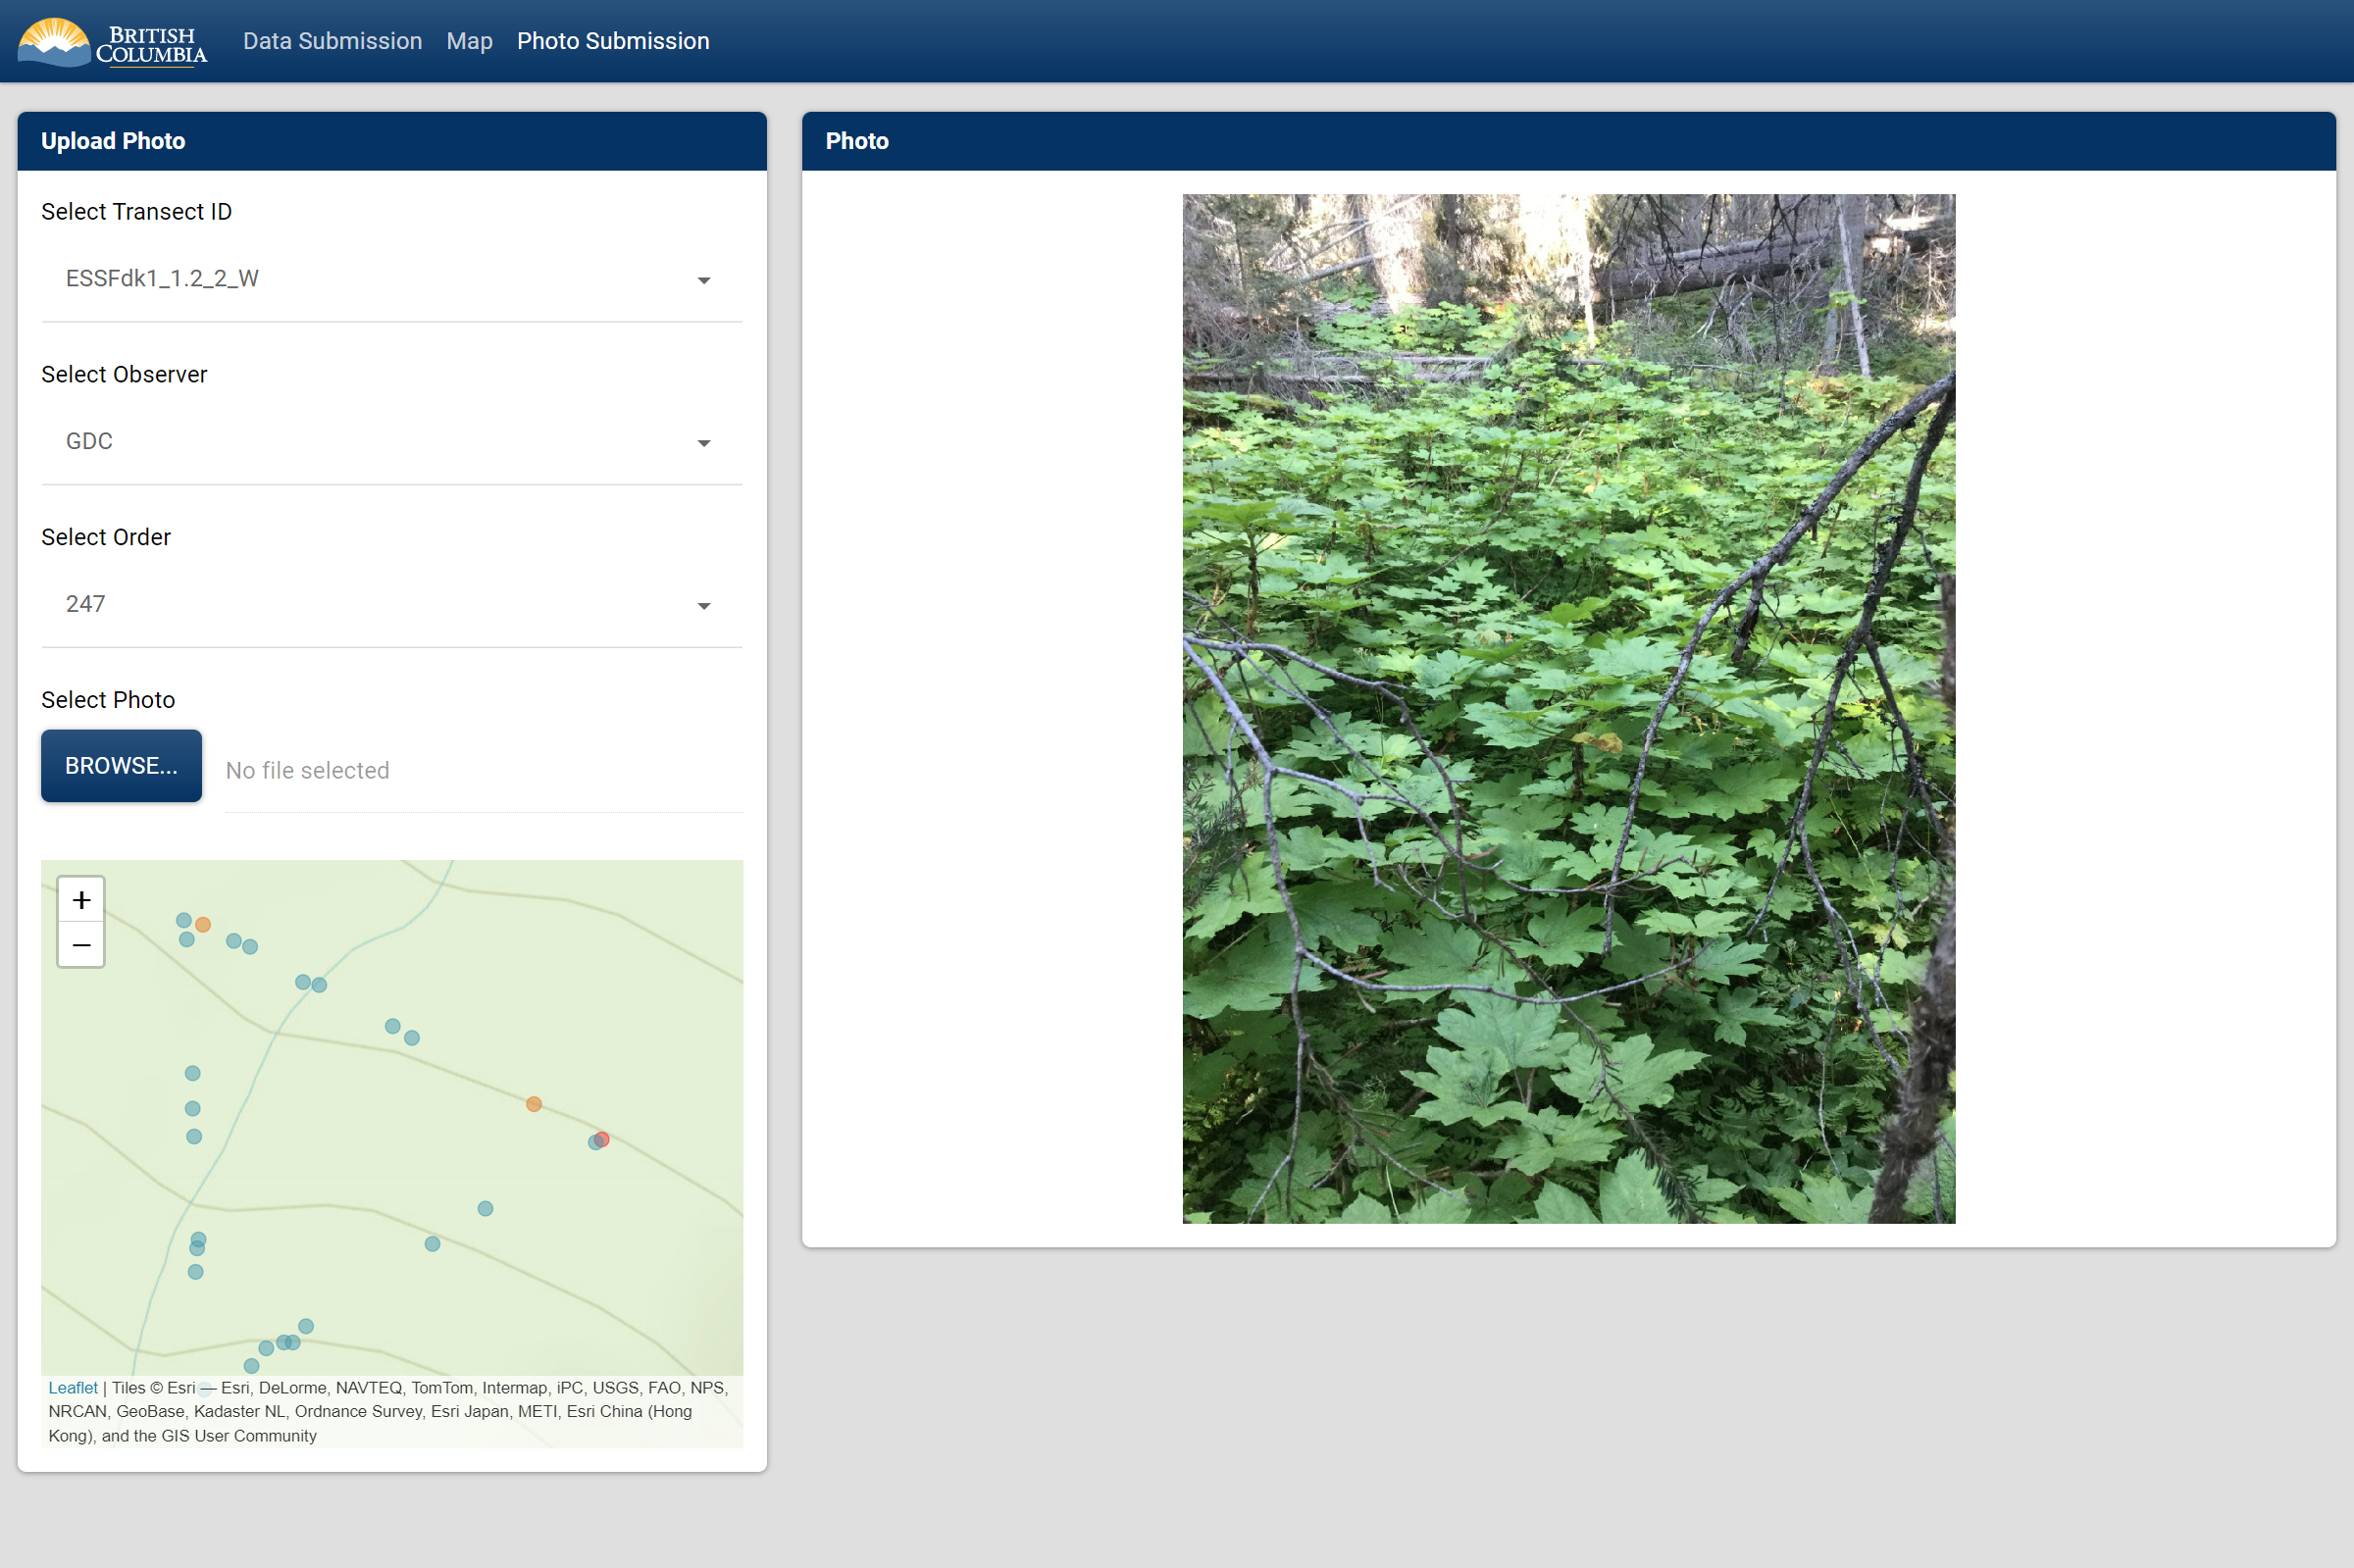 BRITISH
COLUMBIA
Data Submission Map Photo Submission
Upload Photo
Select Transect ID
ESSFdk1_1.2_2_W
Select Observer
GDC
Select Order
247
Select Photo
BROWSE... No file selected
+
−
Leaflet | Tiles © Esri — Esri, DeLorme, NAVTEQ, TomTom, Intermap, iPC, USGS, FAO, NPS,
NRCAN, GeoBase, Kadaster NL, Ordnance Survey, Esri Japan, METI, Esri China (Hong
Kong), and the GIS User Community
Photo